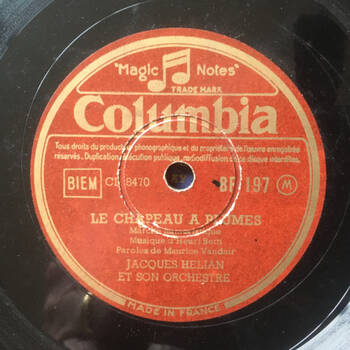 "Magic Notes"
TRADE MARK
Columbia
Tous droits du producteur phonographique et du propriétaire de l'oeuvre enregistrée
réservés. Duplication, exécution publique, radiodiffusion de ce disque interdites.
BIEM
8470
BF 197 M
LE CHAPEAU A PLUMES
Musique d'Henri Betti
Paroles de Maurice Vandair
JACQUES HELIAN
ET SON ORCHESTRE
MADE IN FRANCE